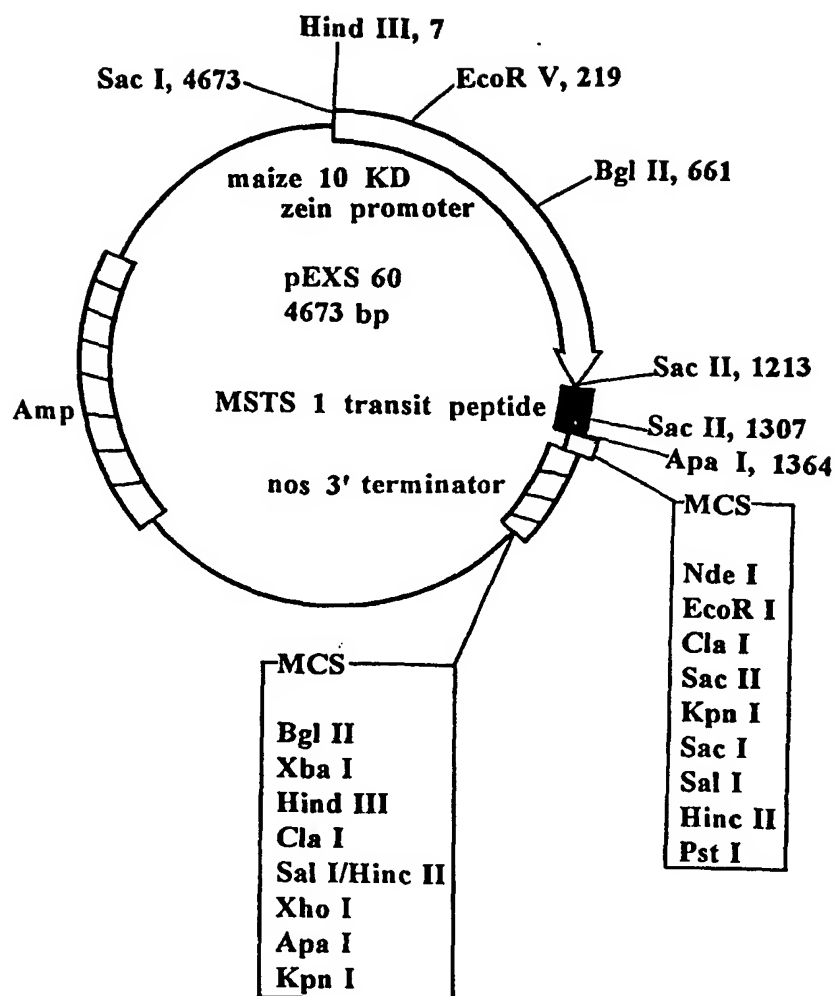 Hind III, 7
Sac I, 4673
EcoR V, 219
Bgl II, 661
maize 10 KD
zein promoter
pEXS 60
4673 bp
Sac II, 1213
MSTS 1 transit peptide
Amp
Sac II, 1307
Apa I, 1364
nos 3' terminator
MCS
Nde I
EcoR I
Cla I
Sac II
Kpn I
Sac I
Sal I
Hinc II
Pst I
MCS
Bgl II
Xba I
Hind III
Cla I
Sal I/Hinc II
Xho I
Apa I
Kpn I